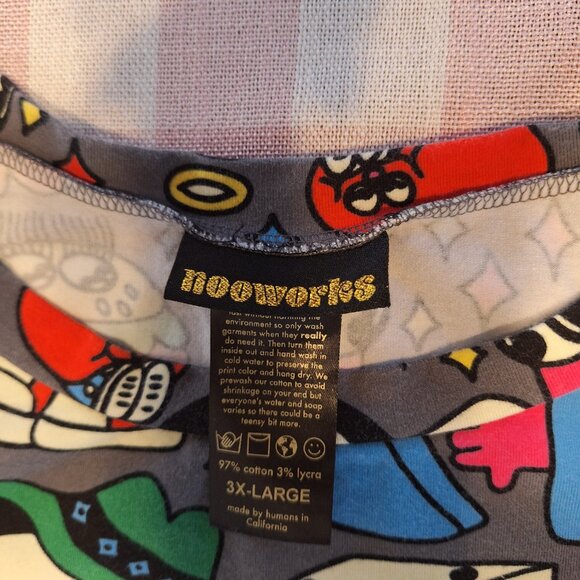 nooworks
last without harming the
environment so only wash
garments when they really
do need it. Then turn them
inside out and hand wash in
cold water to preserve the
print color and hang dry. We
prewash our cotton to avoid
shrinkage on your end but
everyone's water and soap
varies so there could be a
teensy bit more.
97% cotton 3% lycra
3X-LARGE
made by humans in
California